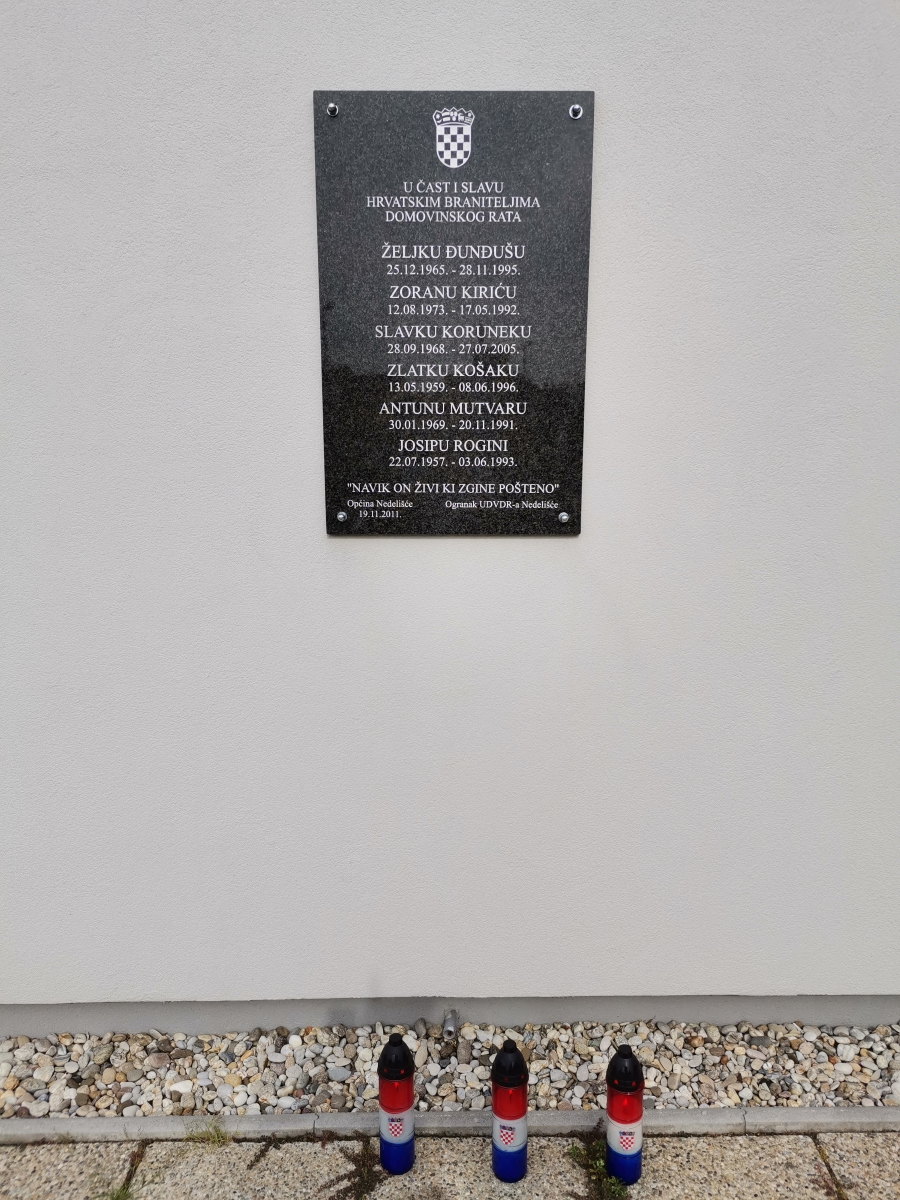 U ČAST I SLAVU
HRVATSKIM BRANITELJIMA
DOMOVINSKOG RATA
ŽELJKU ĐUNĐUŠU
25.12.1965. - 28.11.1995.
ZORANU KIRIĆU
12.08.1973. - 17.05.1992.
SLAVKU KORUNEKU
28.09.1968. - 27.07.2005.
ZLATKU KOŠAKU
13.05.1959. - 08.06.1996.
ANTUNU MUTVARU
30.01.1969. - 20.11.1991.
JOSIPU ROGINI
22.07.1957. - 03.06.1993.
"NAVIK ON ŽIVI KI ZGINE POŠTENO"
Općina Nedelišće Ogranak UDVDR-a Nedelišće
19.11.2011.